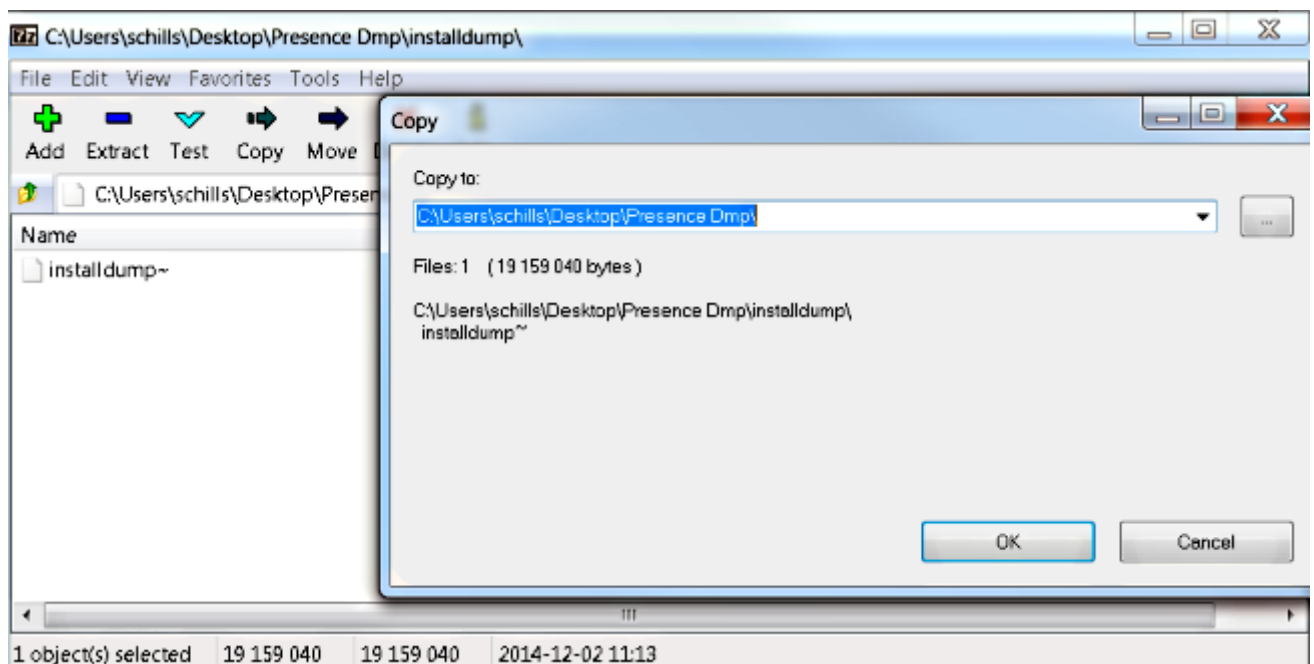 7z C:\Users\schills\Desktop\Presence Dmp\installdump\
File Edit View Favorites Tools Help
Add Extract Test Copy Move
C:\Users\schills\Desktop\Presen
Name
installdump~
Copy
Copy to:
C:\Users\schills\Desktop\Presence Dmp\
...
Files: 1 ( 19 159 040 bytes )
C:\Users\schills\Desktop\Presence Dmp\installdump\
installdump~
OK Cancel
1 object(s) selected 19 159 040 19 159 040 2014-12-02 11:13